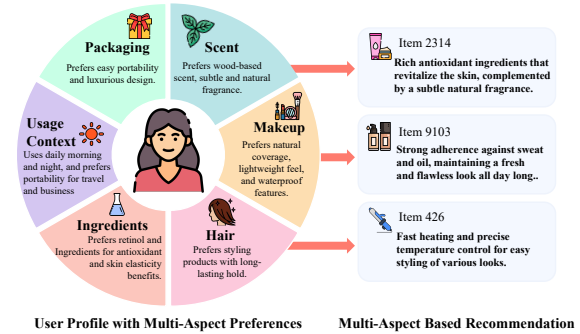 Packaging
Prefers easy portability
and luxurious design.
Scent
Prefers wood-based
scent, subtle and natural
fragrance.
Usage
Context
Uses daily morning
and night, and prefers
portability for travel
and business
Makeup
Prefers natural
coverage,
lightweight feel,
and waterproof
features.
Ingredients
Prefers retinol and
Ingredients for antioxidant
and skin elasticity
benefits.
Hair
Prefers styling
products with long-
lasting hold.
Item 2314
Rich antioxidant ingredients that
revitalize the skin, complemented
by a subtle natural fragrance.
Item 9103
Strong adherence against sweat
and oil, maintaining a fresh
and flawless look all day long..
Item 426
Fast heating and precise
temperature control for easy
styling of various looks.
User Profile with Multi-Aspect Preferences
Multi-Aspect Based Recommendation